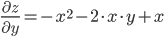 ∂z/∂y = −x² − 2·x·y + x